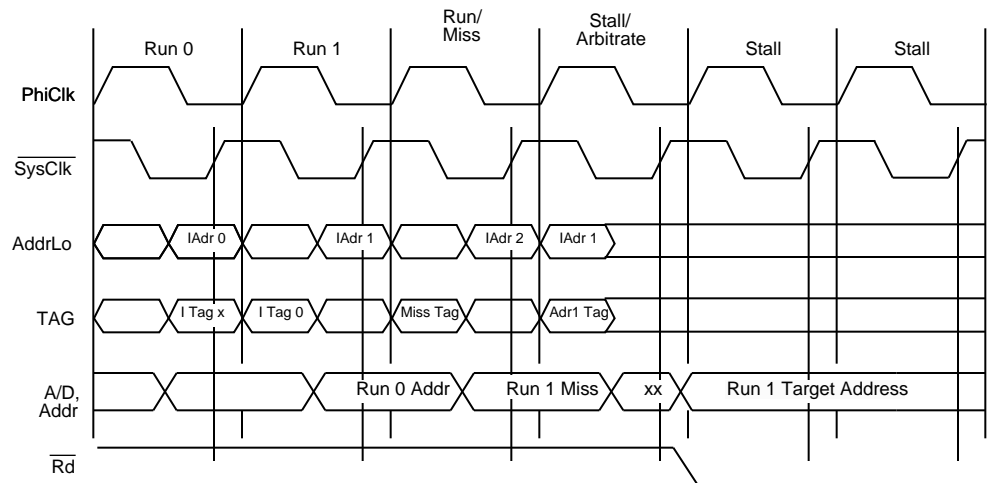 Run/
Miss
Stall/
Arbitrate
Run 0
Run 1
Stall
Stall
PhiClk
SysClk
AddrLo
IAdr 0
IAdr 1
IAdr 2
IAdr 1
TAG
I Tag x
I Tag 0
Miss Tag
Adr1 Tag
A/D,
Addr
Run 0 Addr
Run 1 Miss
xx
Run 1 Target Address
Rd